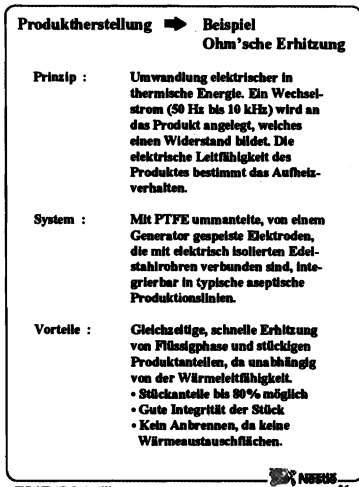 Produktherstellung ➡ Beispiel
Ohm'sche Erhitzung
Prinzip : Umwandlung elektrischer in
thermische Energie. Ein Wechsel-
strom (50 Hz bis 10 kHz) wird an
das Produkt angelegt, welches
einen Widerstand bildet. Die
elektrische Leitfähigkeit des
Produktes bestimmt das Aufheiz-
verhalten.
System : Mit PTFE ummantelte, von einem
Generator gespeiste Elektroden,
die mit elektrisch isolierten Edel-
stahlrohren verbunden sind, inte-
grierbar in typische aseptische
Produktionslinien.
Vorteile : Gleichzeitige, schnelle Erhitzung
von Flüssigphase und stückigen
Produktanteilen, da unabhängig
von der Wärmeleitfähigkeit.
• Stückanteile bis 80% möglich
• Gute Integrität der Stück
• Kein Anbrennen, da keine
Wärmeaustauschflächen.
Nestlé